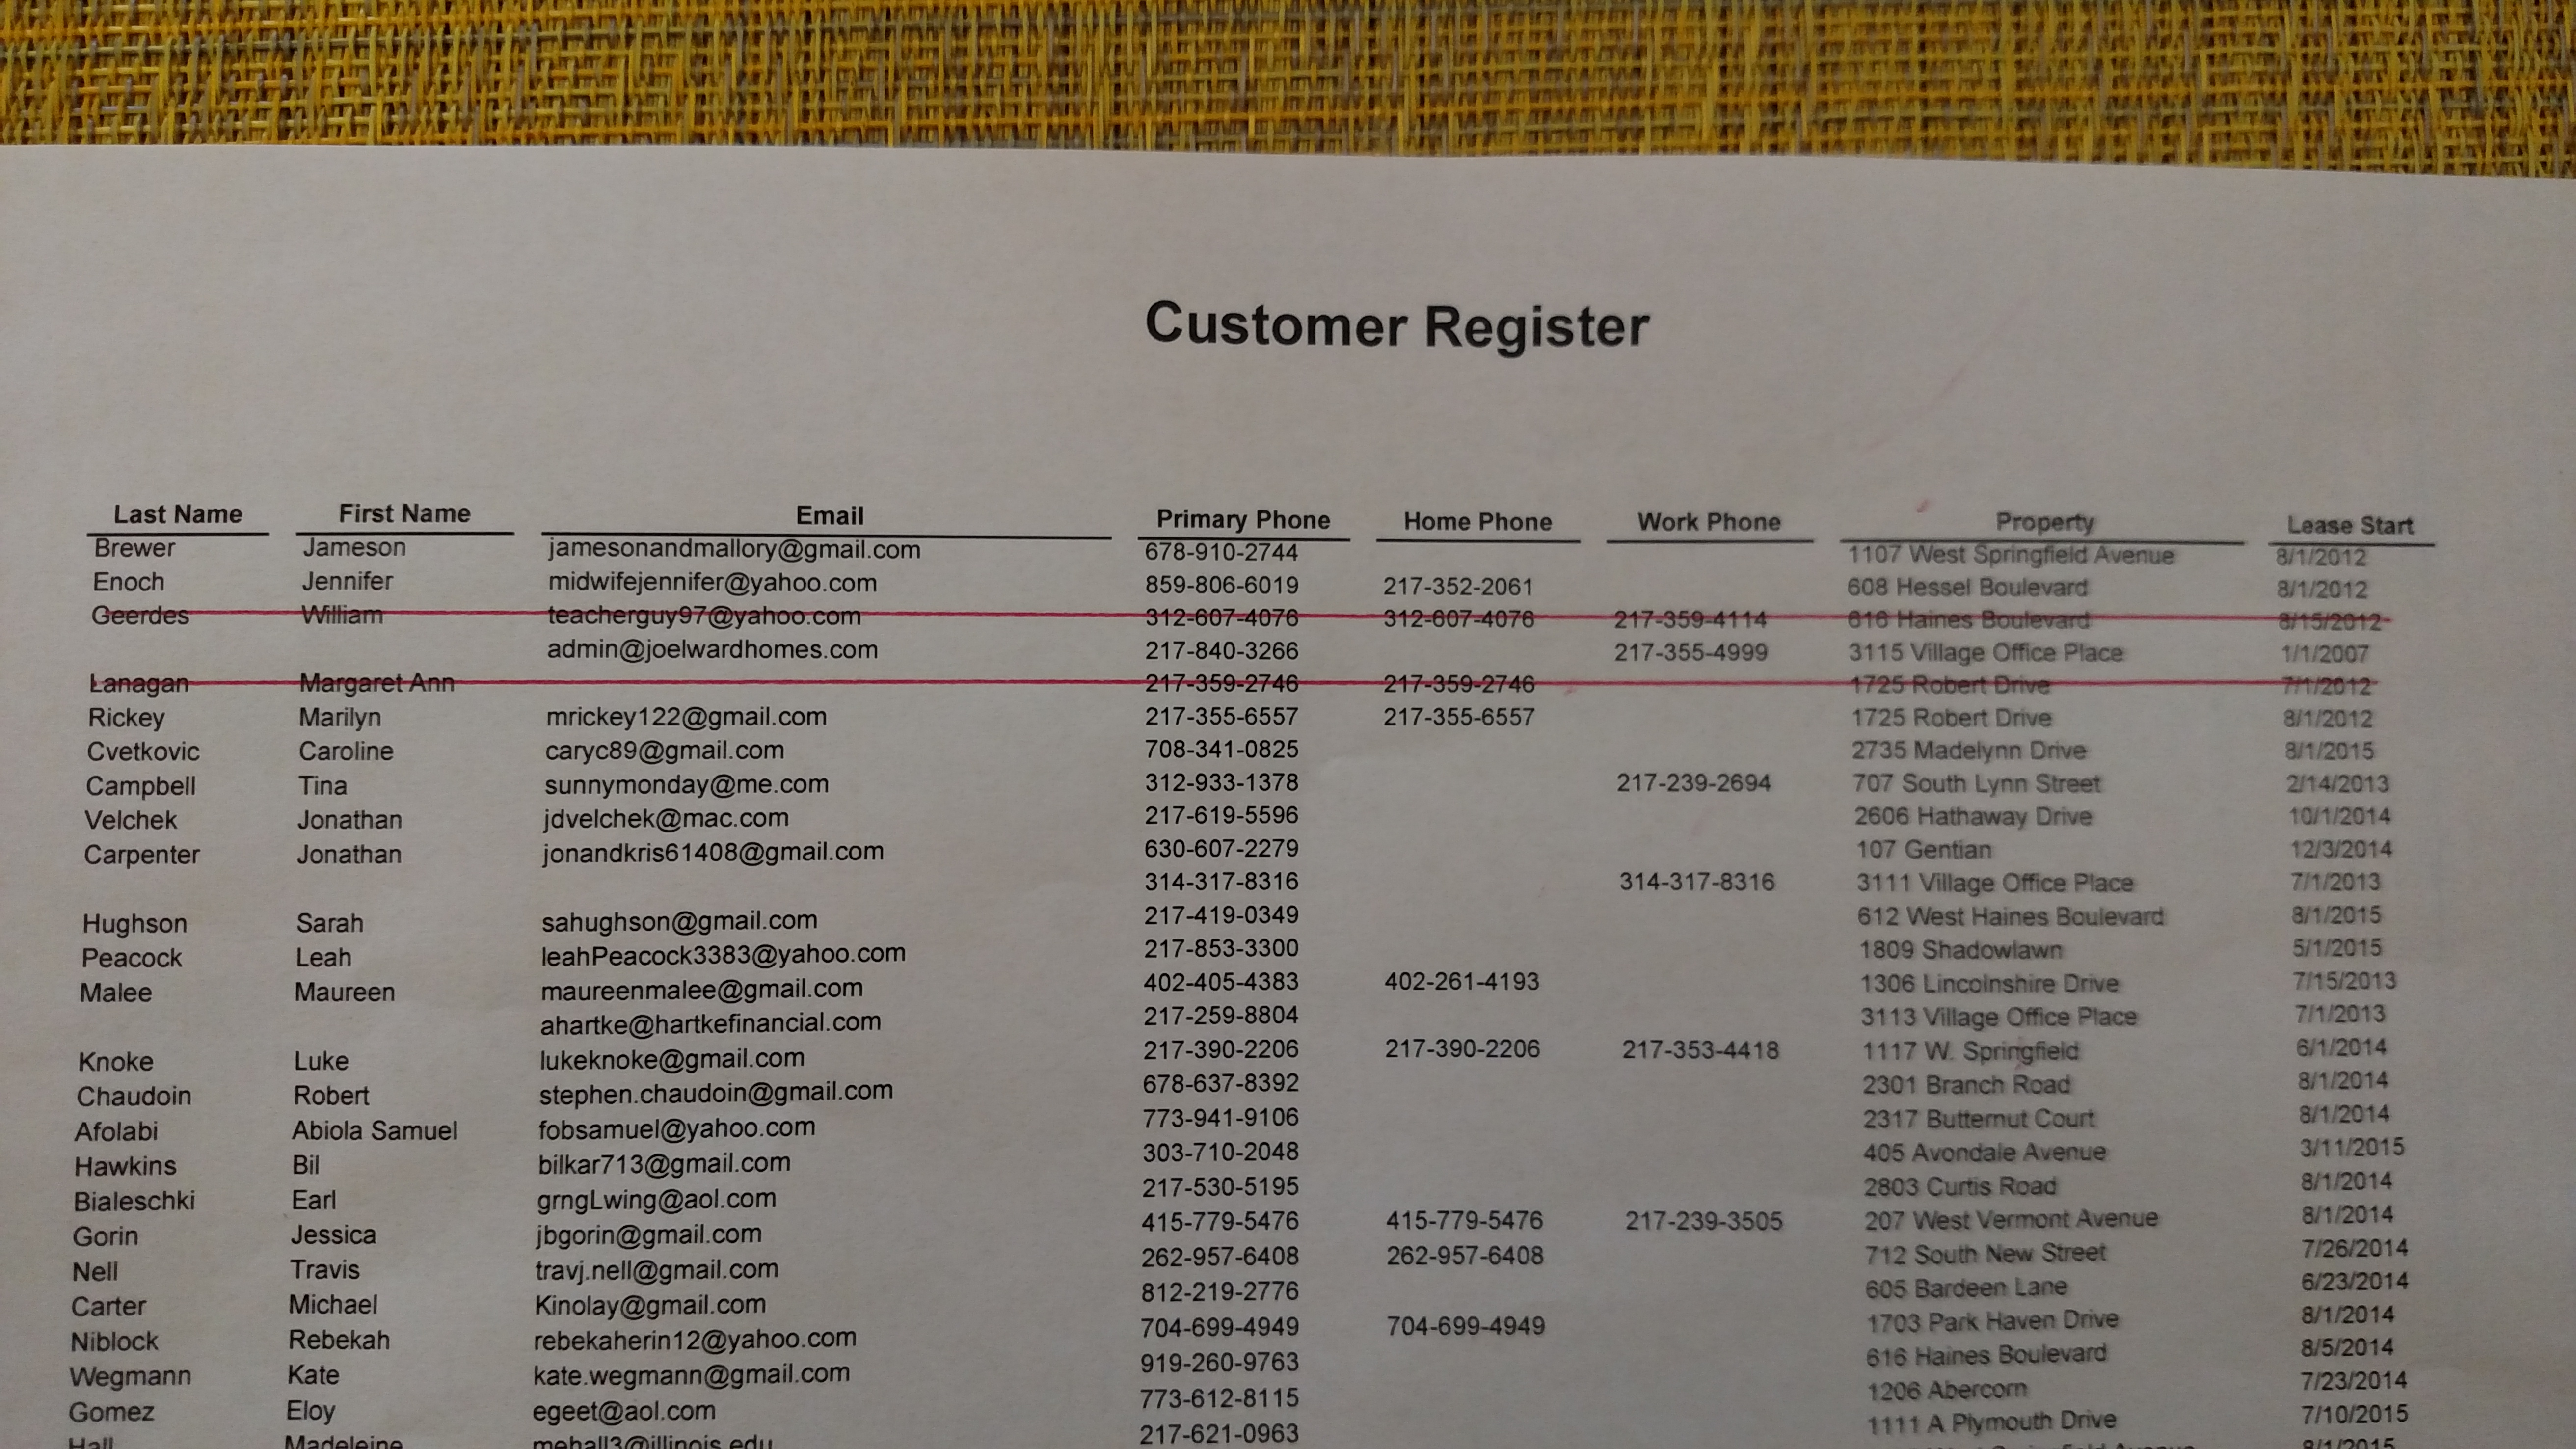 Customer Register
Last Name First Name Email Primary Phone Home Phone Work Phone Property Lease Start
Brewer Jameson jamesonandmallory@gmail.com 678-910-2744 1107 West Springfield Avenue 8/1/2012
Enoch Jennifer midwifejennifer@yahoo.com 859-806-6019 217-352-2061 608 Hessel Boulevard 8/1/2012
Geerdes William teacherguy97@yahoo.com 312-607-4076 312-607-4076 217-359-4114 616 Haines Boulevard 8/15/2012
admin@joelwardhomes.com 217-840-3266 217-355-4999 3115 Village Office Place 1/1/2007
Lanagan Margaret Ann 217-359-2746 217-359-2746 1725 Robert Drive 7/1/2012
Rickey Marilyn mrickey122@gmail.com 217-355-6557 217-355-6557 1725 Robert Drive 8/1/2012
Cvetkovic Caroline caryc89@gmail.com 708-341-0825 2735 Madelynn Drive 8/1/2015
Campbell Tina sunnymonday@me.com 312-933-1378 217-239-2694 707 South Lynn Street 2/14/2013
Velchek Jonathan jdvelchek@mac.com 217-619-5596 2606 Hathaway Drive 10/1/2014
Carpenter Jonathan jonandkris61408@gmail.com 630-607-2279 107 Gentian 12/3/2014
314-317-8316 314-317-8316 3111 Village Office Place 7/1/2013
Hughson Sarah sahughson@gmail.com 217-419-0349 612 West Haines Boulevard 8/1/2015
Peacock Leah leahPeacock3383@yahoo.com 217-853-3300 1809 Shadowlawn 5/1/2015
Malee Maureen maureenmalee@gmail.com 402-405-4383 402-261-4193 1306 Lincolnshire Drive 7/15/2013
ahartke@hartkefinancial.com 217-259-8804 3113 Village Office Place 7/1/2013
Knoke Luke lukeknoke@gmail.com 217-390-2206 217-390-2206 217-353-4418 1117 W. Springfield 6/1/2014
Chaudoin Robert stephen.chaudoin@gmail.com 678-637-8392 2301 Branch Road 8/1/2014
Afolabi Abiola Samuel fobsamuel@yahoo.com 773-941-9106 2317 Butternut Court 8/1/2014
Hawkins Bil bilkar713@gmail.com 303-710-2048 405 Avondale Avenue 3/11/2015
Bialeschki Earl grngLwing@aol.com 217-530-5195 2803 Curtis Road 8/1/2014
Gorin Jessica jbgorin@gmail.com 415-779-5476 415-779-5476 217-239-3505 207 West Vermont Avenue 8/1/2014
Nell Travis travj.nell@gmail.com 262-957-6408 262-957-6408 712 South New Street 7/26/2014
Carter Michael Kinolay@gmail.com 812-219-2776 605 Bardeen Lane 6/23/2014
Niblock Rebekah rebekaherin12@yahoo.com 704-699-4949 704-699-4949 1703 Park Haven Drive 8/1/2014
Wegmann Kate kate.wegmann@gmail.com 919-260-9763 616 Haines Boulevard 8/5/2014
Gomez Eloy egeet@aol.com 773-612-8115 1206 Abercorn 7/23/2014
Hall Madeleine mehall3@illinois.edu 217-621-0963 1111 A Plymouth Drive 7/10/2015
8/1/2015